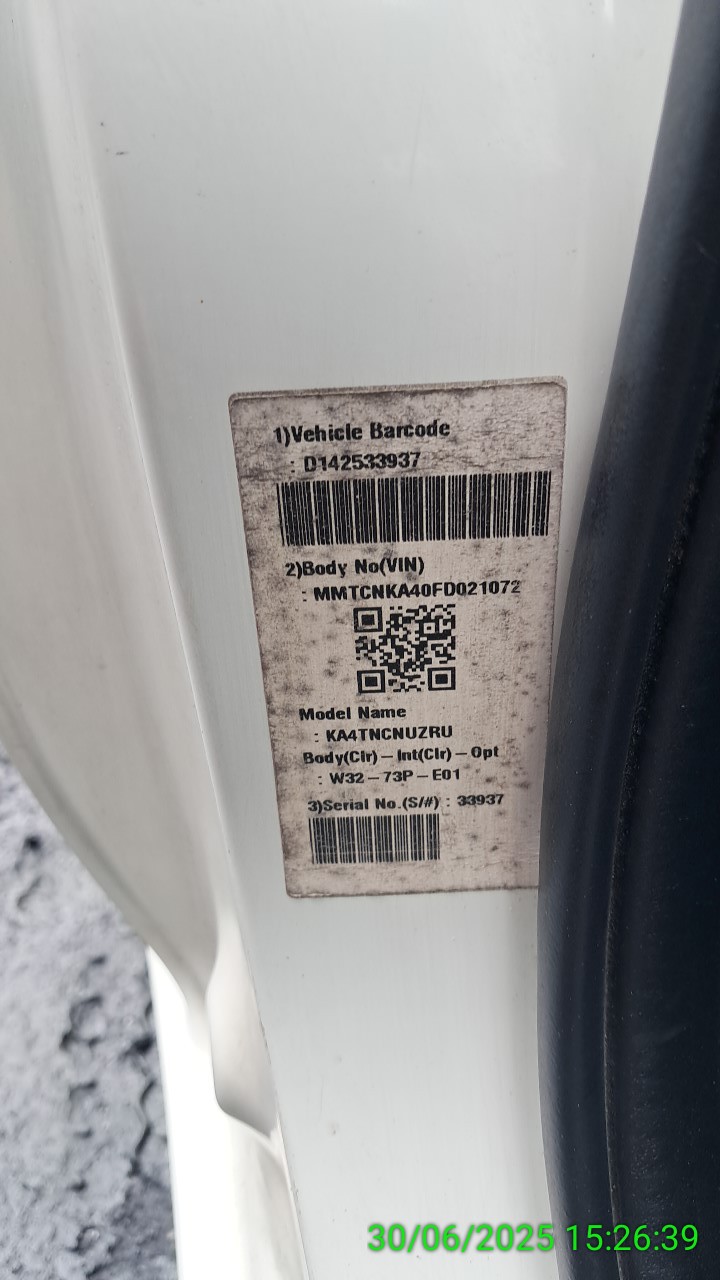 1)Vehicle Barcode
: D142533937
2)Body No(VIN)
: MMTCNKA40FD021072
Model Name
: KA4TNCNUZRU
Body(Clr)-Int(Clr)-Opt
: W32-73P-E01
3)Serial No.(S/#) : 33937
30/06/2025 15:26:39